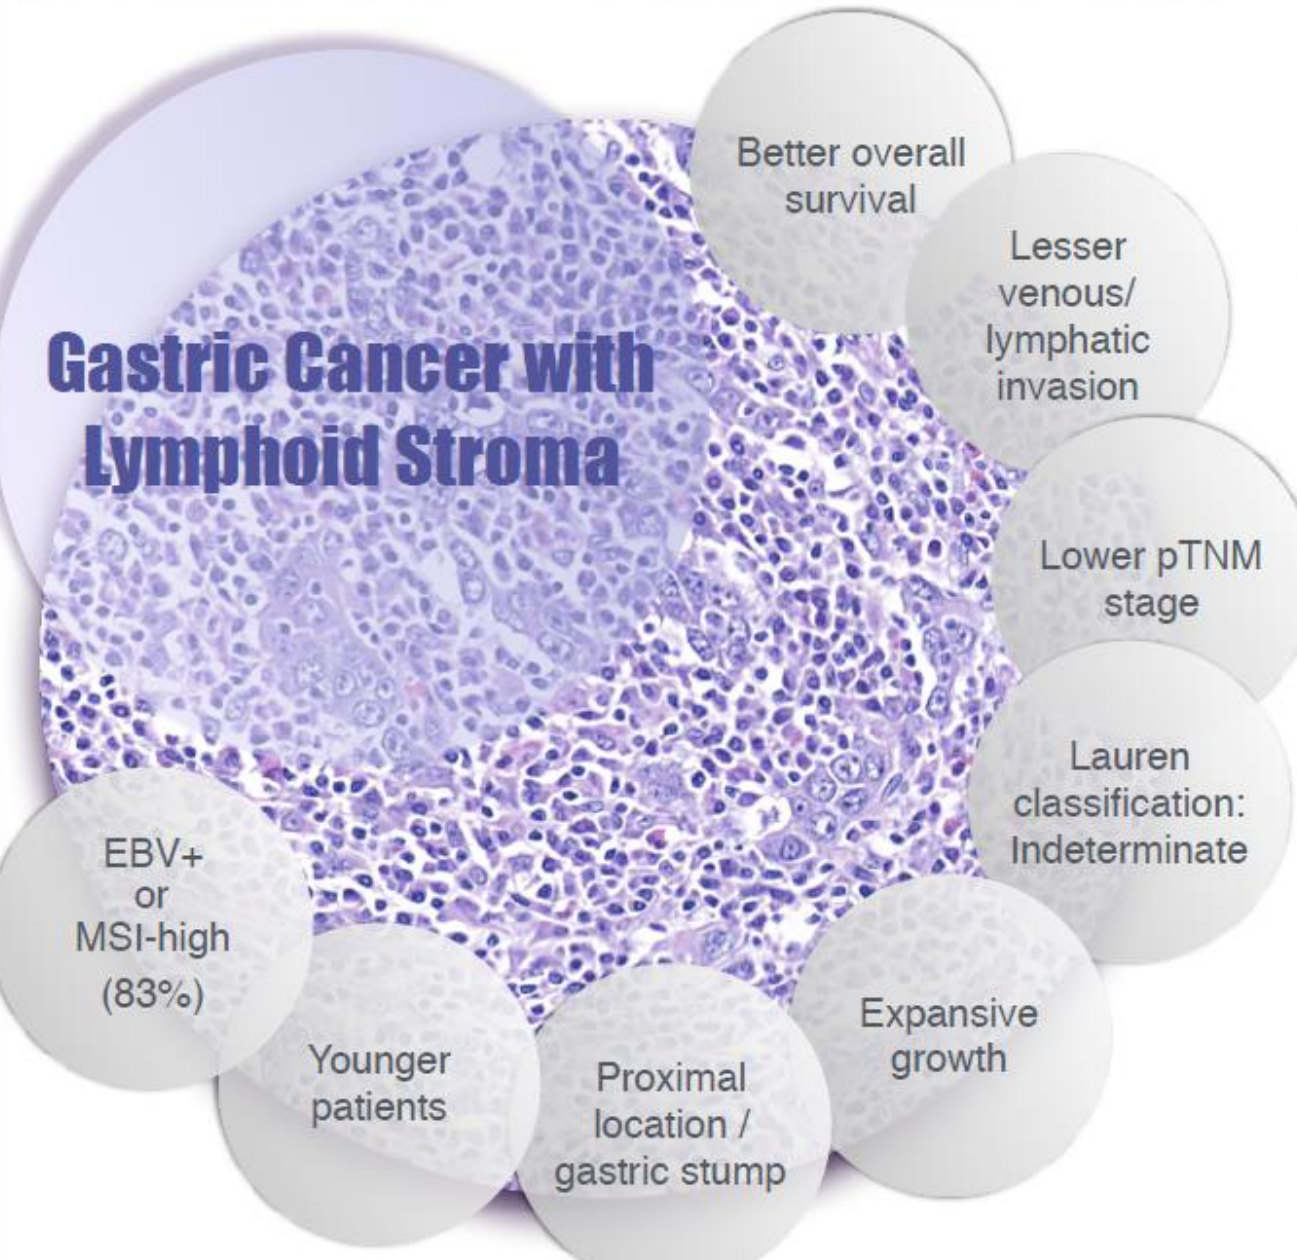 Gastric Cancer with
Lymphoid Stroma
Better overall
survival
Lesser
venous/
lymphatic
invasion
Lower pTNM
stage
Lauren
classification:
Indeterminate
Expansive
growth
Proximal
location /
gastric stump
Younger
patients
EBV+
or
MSI-high
(83%)